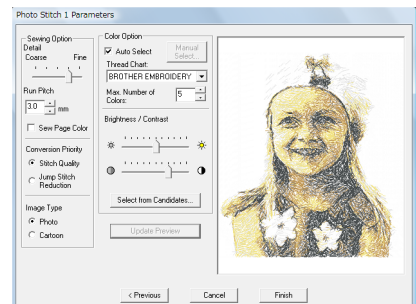 Photo Stitch 1 Parameters
Sewing Option
Detail
Coarse Fine
Run Pitch
3.0 mm
Sew Page Color
Conversion Priority
Stitch Quality
Jump Stitch
Reduction
Image Type
Photo
Cartoon
Color Option
Auto Select
Manual
Select...
Thread Chart:
BROTHER EMBROIDERY
Max. Number of
Colors:
5
Brightness / Contrast
Select from Candidates...
Update Preview
< Previous
Cancel
Finish